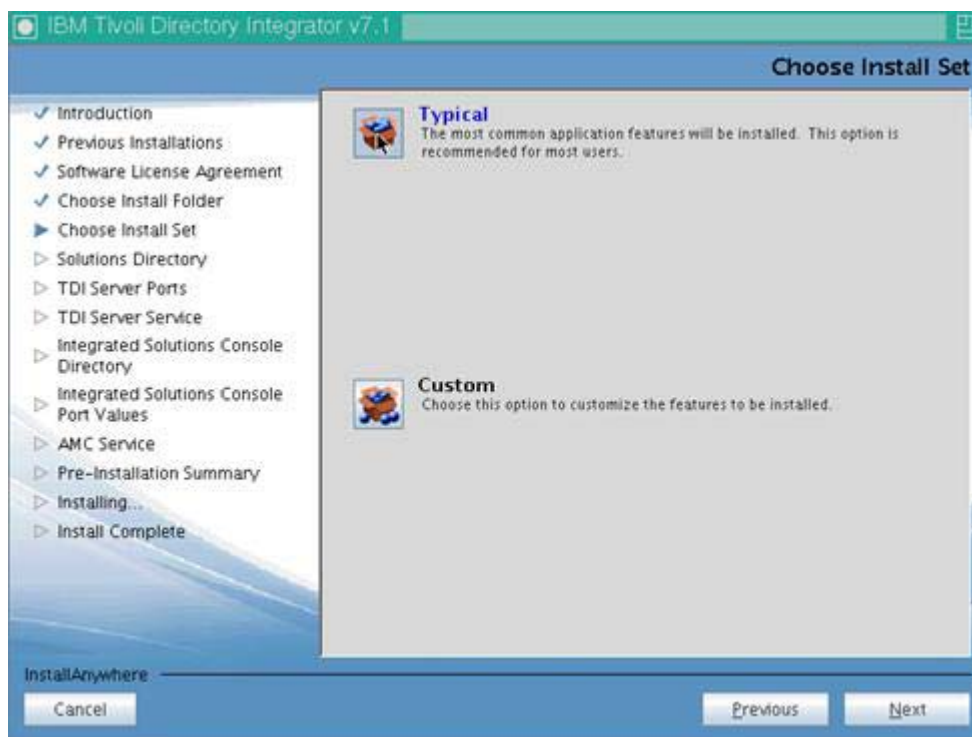 IBM Tivoli Directory Integrator v7.1
Choose Install Set
Introduction
Previous Installations
Software License Agreement
Choose Install Folder
Choose Install Set
Solutions Directory
TDI Server Ports
TDI Server Service
Integrated Solutions Console
Directory
Integrated Solutions Console
Port Values
AMC Service
Pre-Installation Summary
Installing...
Install Complete
Typical
The most common application features will be installed. This option is
recommended for most users.
Custom
Choose this option to customize the features to be installed.
InstallAnywhere
Cancel
Previous
Next